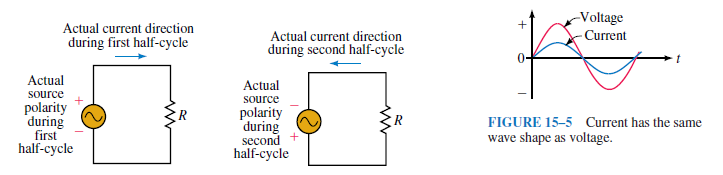 Actual current direction
during first half-cycle
Actual
source
polarity
during
first
half-cycle
+
−
R
Actual current direction
during second half-cycle
Actual
source
polarity
during
second
half-cycle
−
+
R
+
0
−
Voltage
Current
t
FIGURE 15–5 Current has the same
wave shape as voltage.